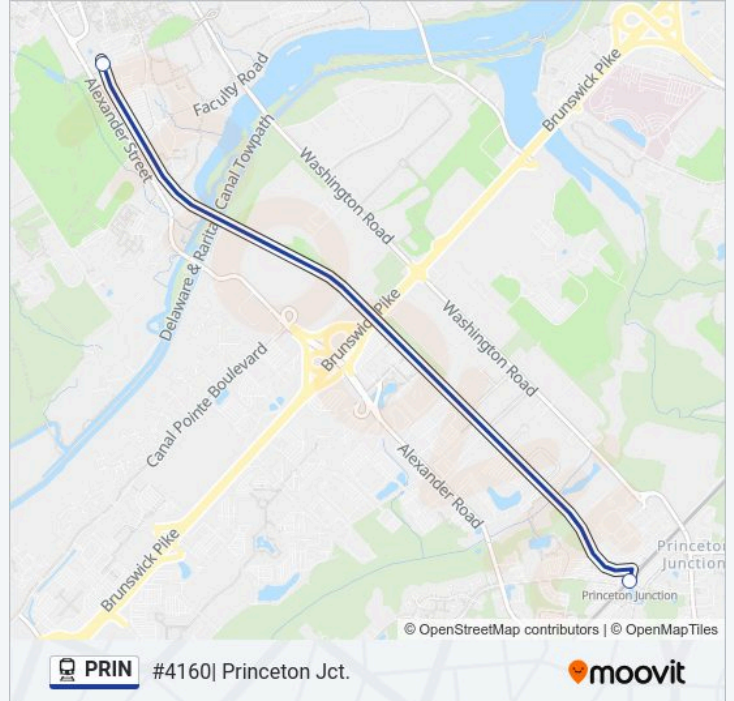 Faculty Road
Brunswick Pike
Alexander Street
Delaware & Raritan Canal Towpath
Washington Road
Brunswick Pike
Washington Road
Canal Pointe Boulevard
Alexander Road
Brunswick Pike
Princeton
Junction
Princeton Junction
© OpenStreetMap contributors | © OpenMapTiles
PRIN #4160| Princeton Jct.
moovit